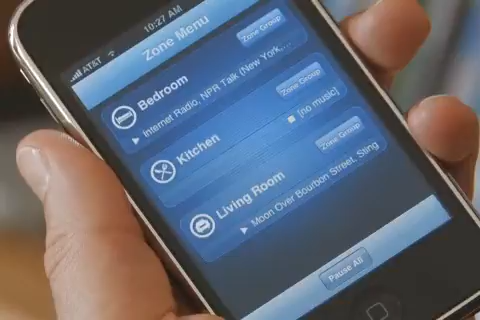 AT&T 10:27 AM
Zone Menu
Bedroom Zone Group
Internet Radio, NPR Talk (New York,...
Kitchen Zone Group
[no music]
Living Room Zone Group
Moon Over Bourbon Street, Sting
Pause All